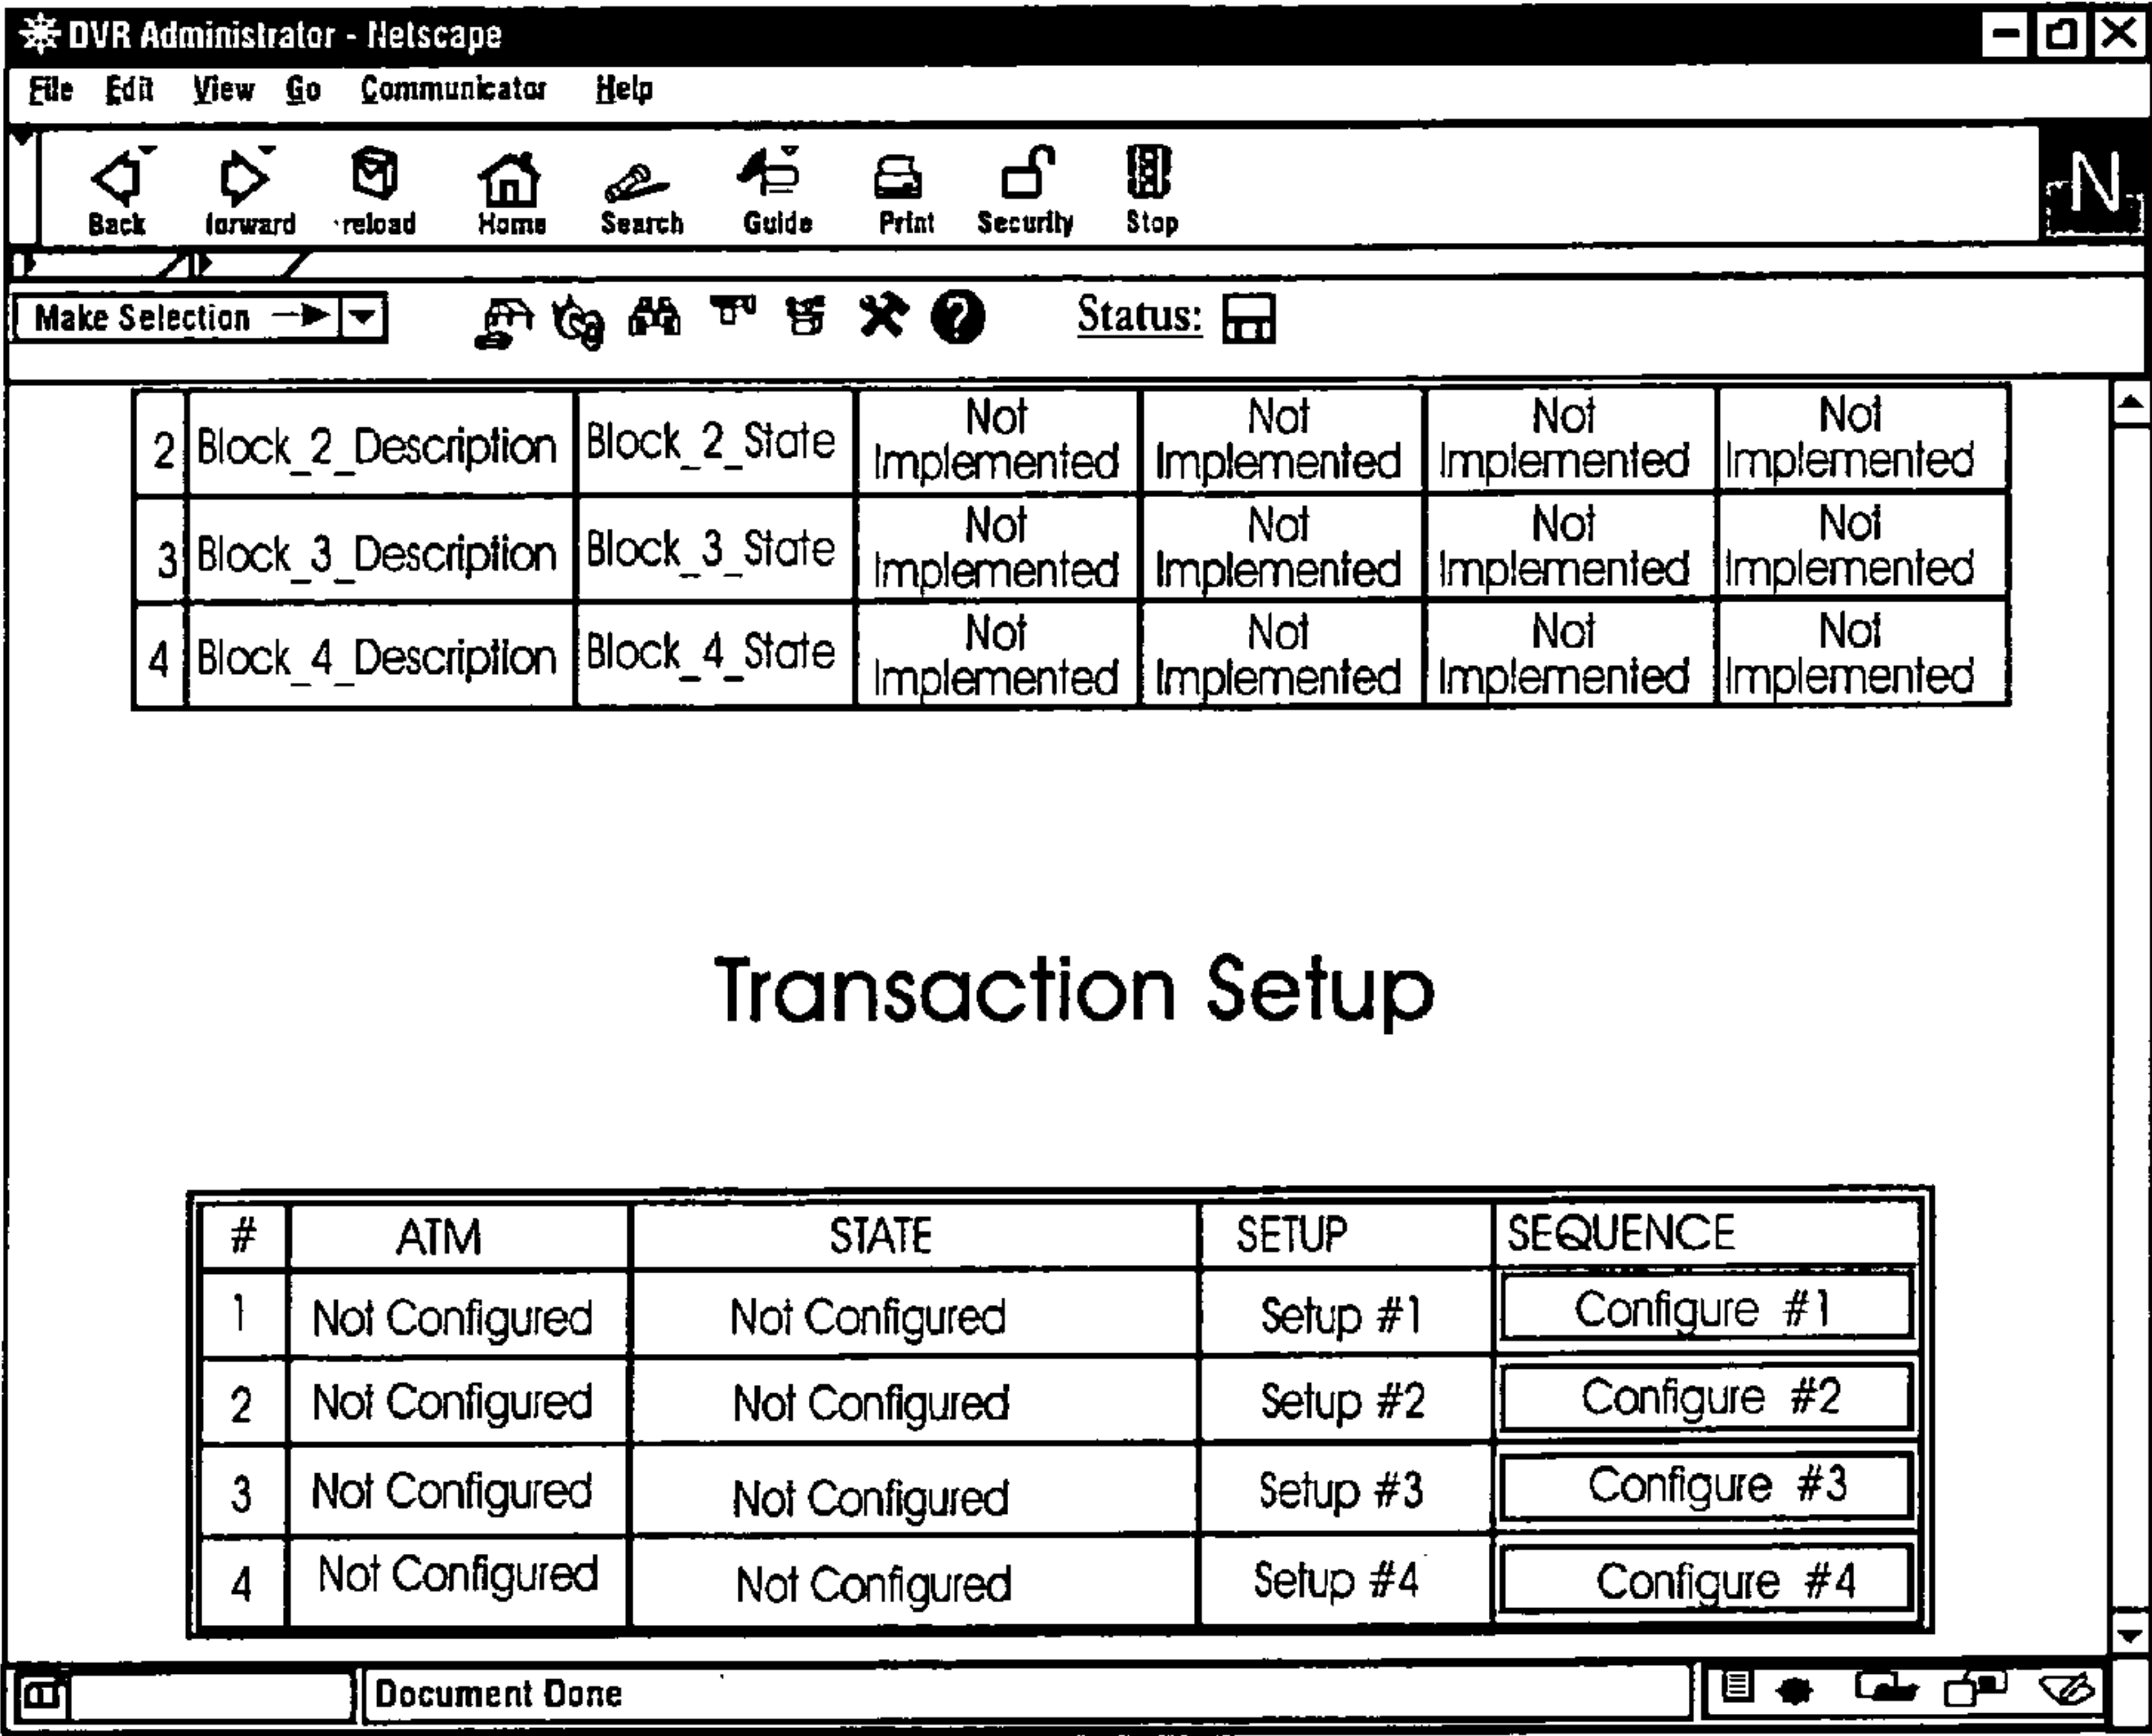 DVR Administrator - Netscape
File Edit View Go Communicator Help
Back forward reload Home Search Guide Print Security Stop
N
Make Selection Status:
2 Block_2_Description Block_2_State Not Implemented Not Implemented Not Implemented Not Implemented
3 Block_3_Description Block_3_State Not Implemented Not Implemented Not Implemented Not Implemented
4 Block_4_Description Block_4_State Not Implemented Not Implemented Not Implemented Not Implemented
Transaction Setup
# ATM STATE SETUP SEQUENCE
1 Not Configured Not Configured Setup #1 Configure #1
2 Not Configured Not Configured Setup #2 Configure #2
3 Not Configured Not Configured Setup #3 Configure #3
4 Not Configured Not Configured Setup #4 Configure #4
Document Done